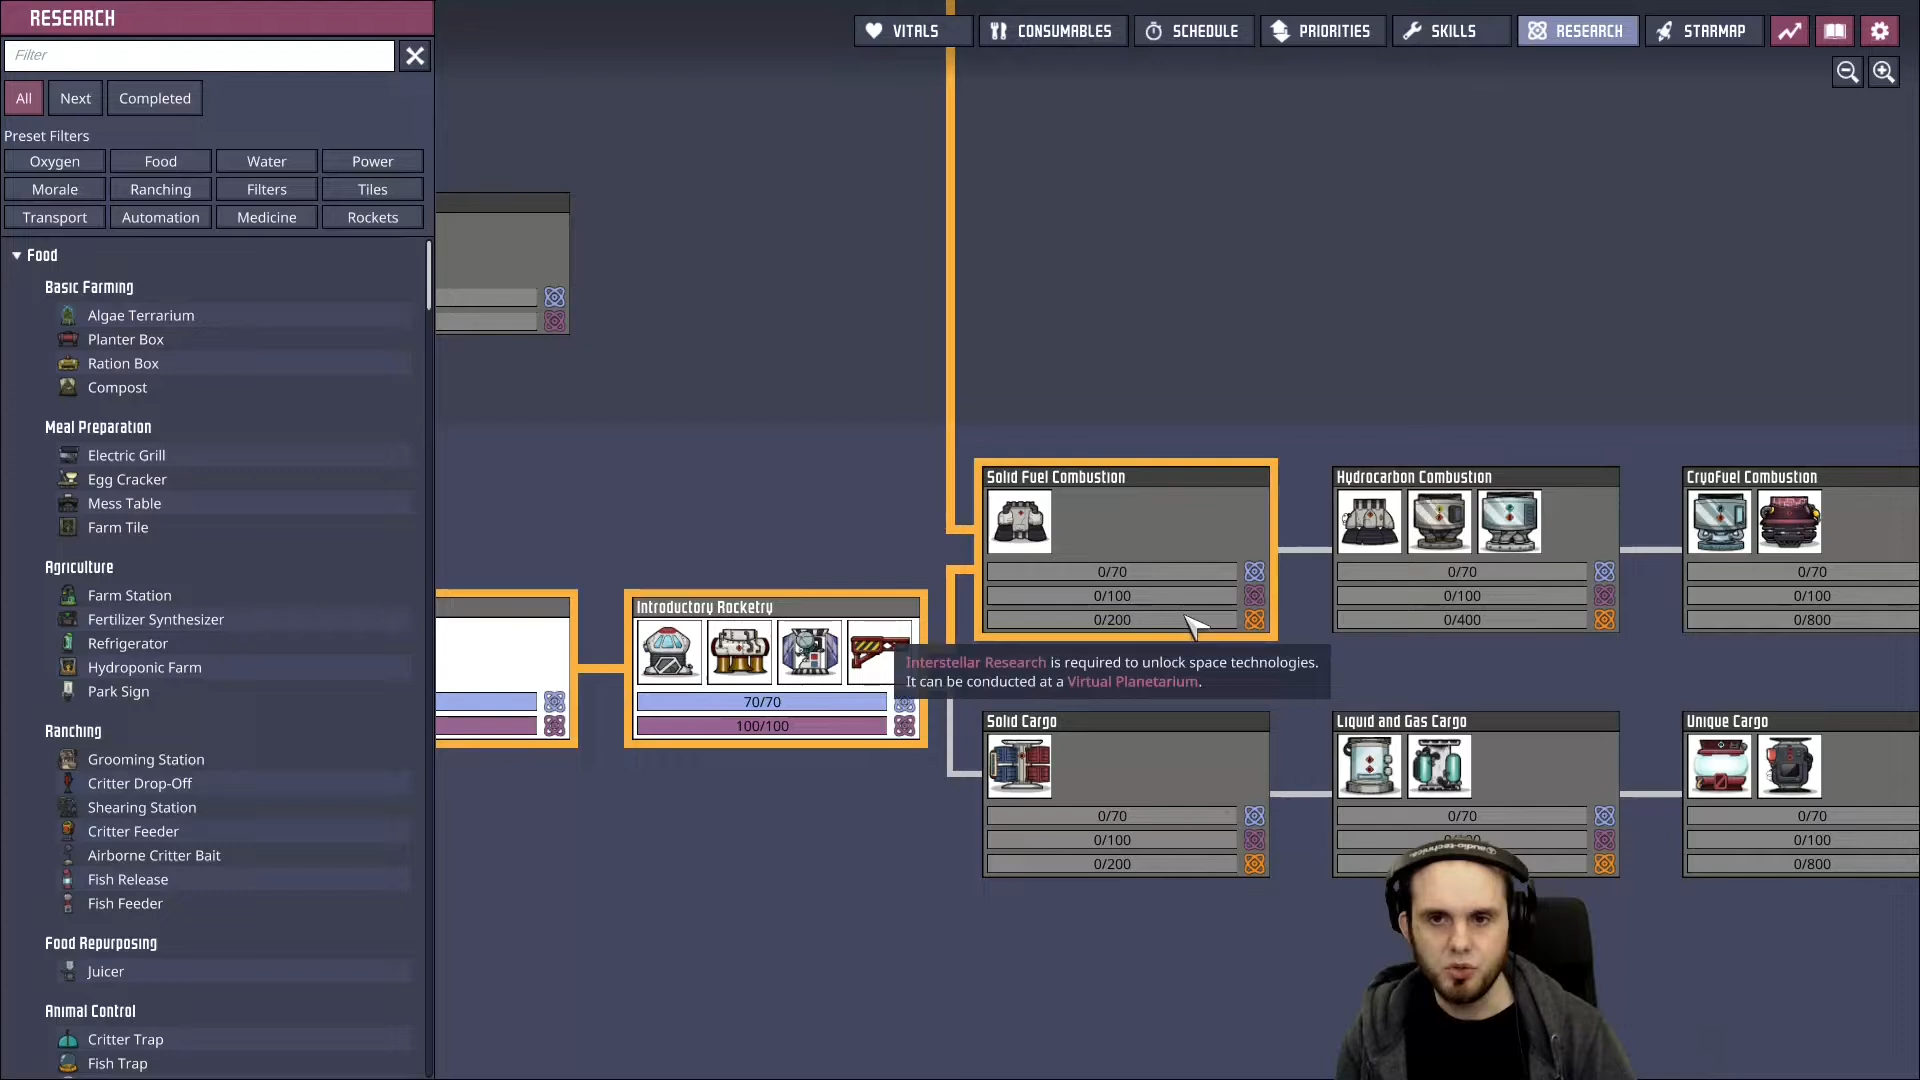 RESEARCH
VITALS
CONSUMABLES
SCHEDULE
PRIORITIES
SKILLS
RESEARCH
STARMAP
Filter
All
Next
Completed
Preset Filters
Oxygen
Food
Water
Power
Morale
Ranching
Filters
Tiles
Transport
Automation
Medicine
Rockets
Food
Basic Farming
Algae Terrarium
Planter Box
Ration Box
Compost
Meal Preparation
Electric Grill
Egg Cracker
Mess Table
Farm Tile
Agriculture
Farm Station
Fertilizer Synthesizer
Refrigerator
Hydroponic Farm
Park Sign
Ranching
Grooming Station
Critter Drop-Off
Shearing Station
Critter Feeder
Airborne Critter Bait
Fish Release
Fish Feeder
Food Repurposing
Juicer
Animal Control
Critter Trap
Fish Trap
Introductory Rocketry
70/70
100/100
Solid Fuel Combustion
0/70
0/100
0/200
Hydrocarbon Combustion
0/70
0/100
0/400
CryoFuel Combustion
0/70
0/100
0/800
Interstellar Research is required to unlock space technologies.
It can be conducted at a Virtual Planetarium.
Solid Cargo
0/70
0/100
0/200
Liquid and Gas Cargo
0/70
Unique Cargo
0/70
0/100
0/800
audio-technica